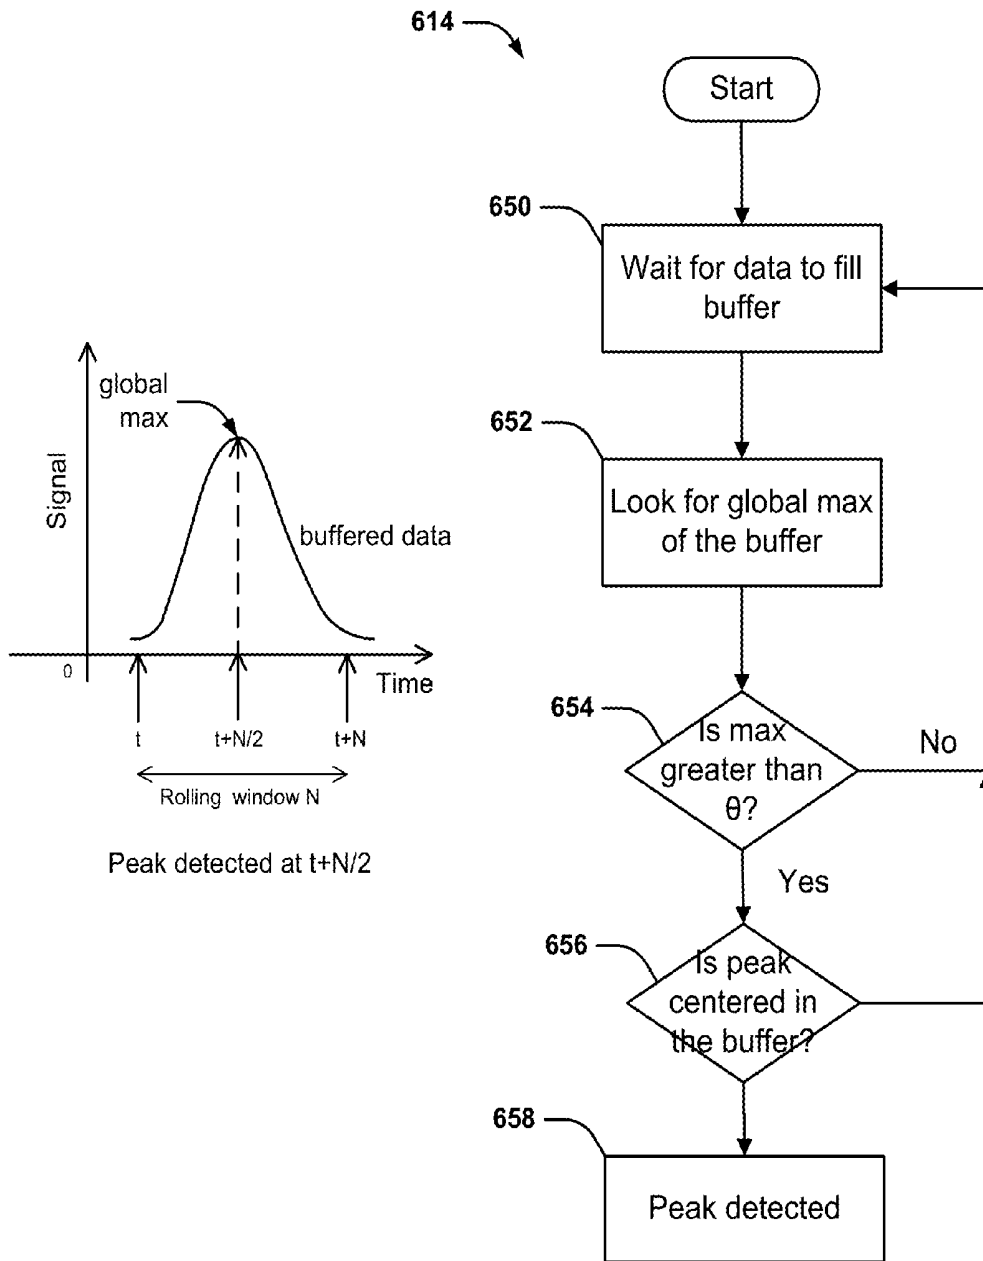 614
Start
650
Wait for data to fill
buffer
652
Look for global max
of the buffer
654
Is max
greater than
θ?
No
Yes
656
Is peak
centered in
the buffer?
658
Peak detected
global
max
Signal
buffered data
0
Time
t
t+N/2
t+N
Rolling window N
Peak detected at t+N/2